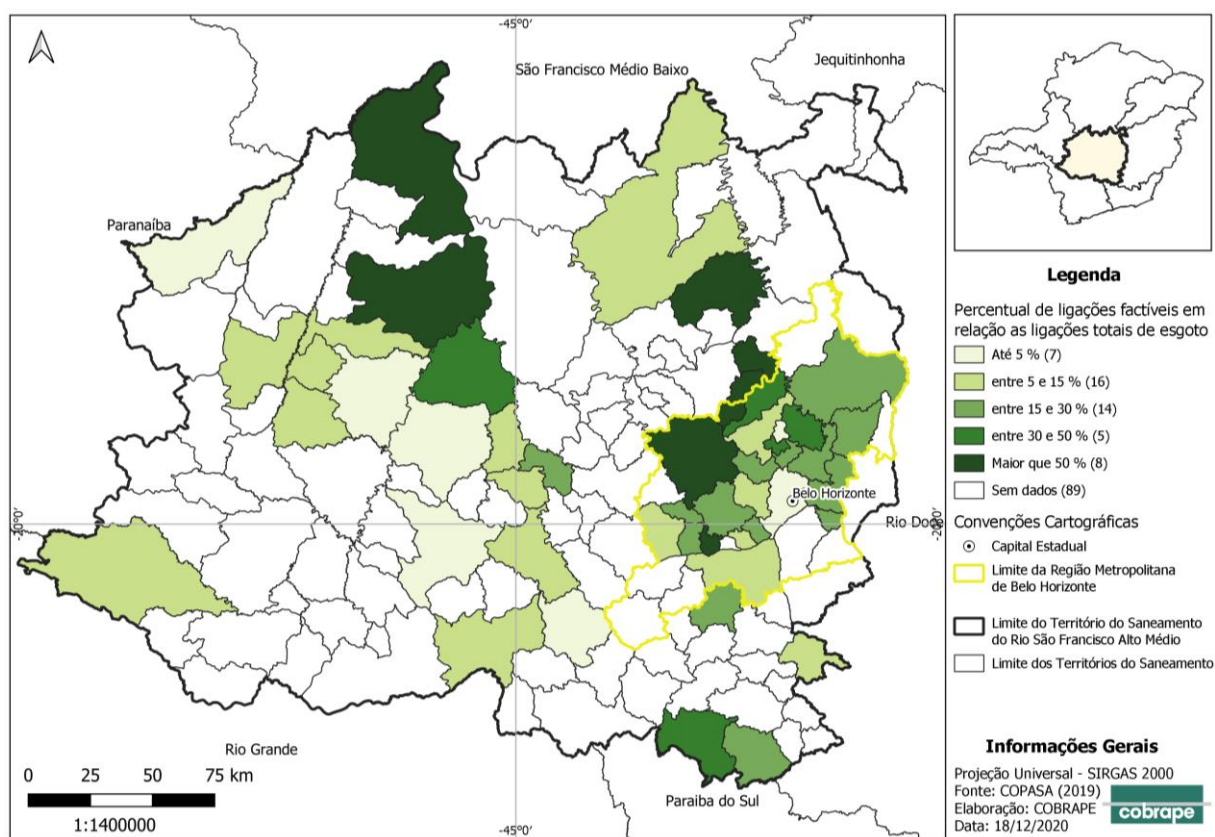 -45°0'
São Francisco Médio Baixo
Jequitinhonha
Paranaíba
Belo Horizonte
-20°0'
Rio Doce
-20°0'
Rio Grande
Paraiba do Sul
0 25 50 75 km
1:1400000
-45°0'
Legenda
Percentual de ligações factíveis em
relação as ligações totais de esgoto
Até 5 % (7)
entre 5 e 15 % (16)
entre 15 e 30 % (14)
entre 30 e 50 % (5)
Maior que 50 % (8)
Sem dados (89)
Convenções Cartográficas
Capital Estadual
Limite da Região Metropolitana
de Belo Horizonte
Limite do Território do Saneamento
do Rio São Francisco Alto Médio
Limite dos Territórios do Saneamento
Informações Gerais
Projeção Universal - SIRGAS 2000
Fonte: COPASA (2019)
Elaboração: COBRAPE
Data: 18/12/2020
cobrape